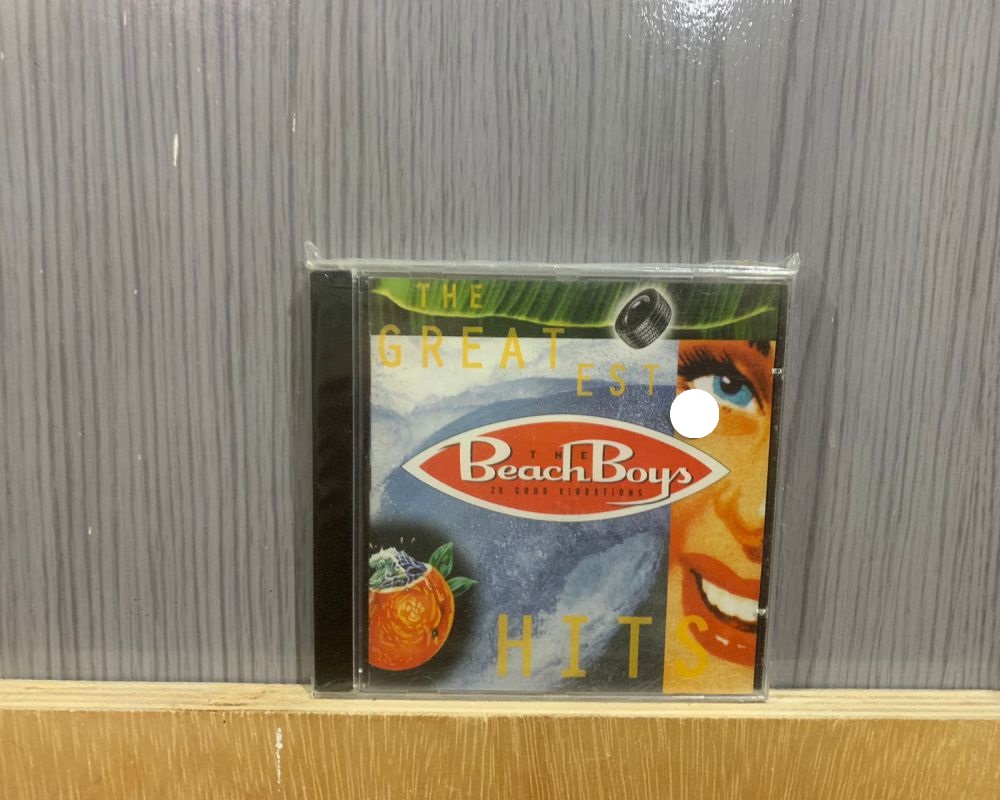 THE
GREAT
EST
THE
Beach Boys
20 GOOD VIBRATIONS
HITS